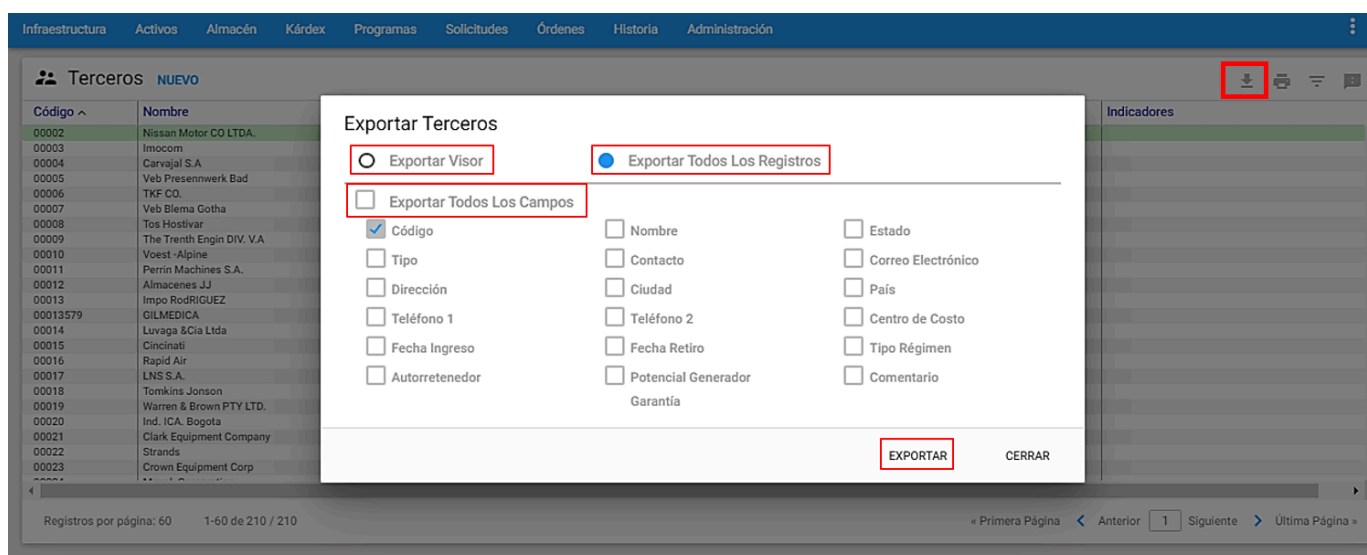 Infraestructura Activos Almacén Kárdex Programas Solicitudes Órdenes Historia Administración
Terceros NUEVO
Código Nombre Indicadores
00002 Nissan Motor CO LTDA.
00003 Imocom
00004 Carvajal S.A
00005 Veb Presennwerk Bad
00006 TKF CO.
00007 Veb Blema Gotha
00008 Tos Hostivar
00009 The Trenth Engin DIV. V.A
00010 Voest -Alpine
00011 Perrin Machines S.A.
00012 Almacenes JJ
00013 Impo RodRIGUEZ
00013579 GILMEDICA
00014 Luvaga &Cia Ltda
00015 Cincinati
00016 Rapid Air
00017 LNS S.A.
00018 Tomkins Jonson
00019 Warren & Brown PTY LTD.
00020 Ind. ICA. Bogota
00021 Clark Equipment Company
00022 Strands
00023 Crown Equipment Corp
Exportar Terceros
Exportar Visor Exportar Todos Los Registros
Exportar Todos Los Campos
Código Nombre Estado
Tipo Contacto Correo Electrónico
Dirección Ciudad País
Teléfono 1 Teléfono 2 Centro de Costo
Fecha Ingreso Fecha Retiro Tipo Régimen
Autorretenedor Potencial Generador Comentario
Garantía
EXPORTAR CERRAR
Registros por página: 60 1-60 de 210 / 210 « Primera Página Anterior 1 Siguiente Última Página »